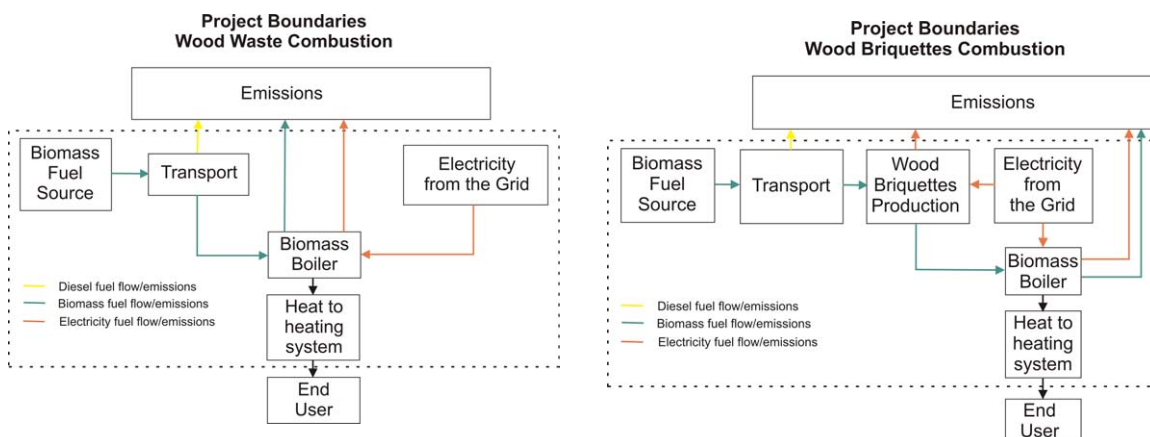 Project Boundaries
Wood Waste Combustion
Emissions
Biomass
Fuel
Source
Transport
Electricity
from the Grid
Biomass
Boiler
Diesel fuel flow/emissions
Biomass fuel flow/emissions
Electricity fuel flow/emissions
Heat to
heating
system
End
User
Project Boundaries
Wood Briquettes Combustion
Emissions
Biomass
Fuel
Source
Transport
Wood
Briquettes
Production
Electricity
from
the Grid
Biomass
Boiler
Diesel fuel flow/emissions
Biomass fuel flow/emissions
Electricity fuel flow/emissions
Heat to
heating
system
End
User